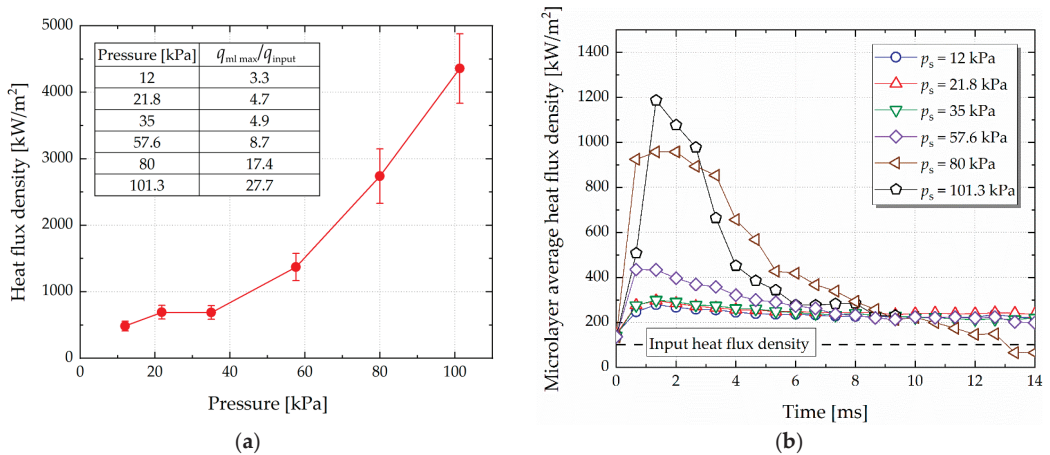 5000
4000
3000
2000
1000
0
Heat flux density [kW/m²]
Pressure [kPa] q_ml max/q_input
12 3.3
21.8 4.7
35 4.9
57.6 8.7
80 17.4
101.3 27.7
0 20 40 60 80 100
Pressure [kPa]
(a)
1400
1200
1000
800
600
400
200
0
Microlayer average heat flux density [kW/m²]
p_s = 12 kPa
p_s = 21.8 kPa
p_s = 35 kPa
p_s = 57.6 kPa
p_s = 80 kPa
p_s = 101.3 kPa
Input heat flux density
0 2 4 6 8 10 12 14
Time [ms]
(b)